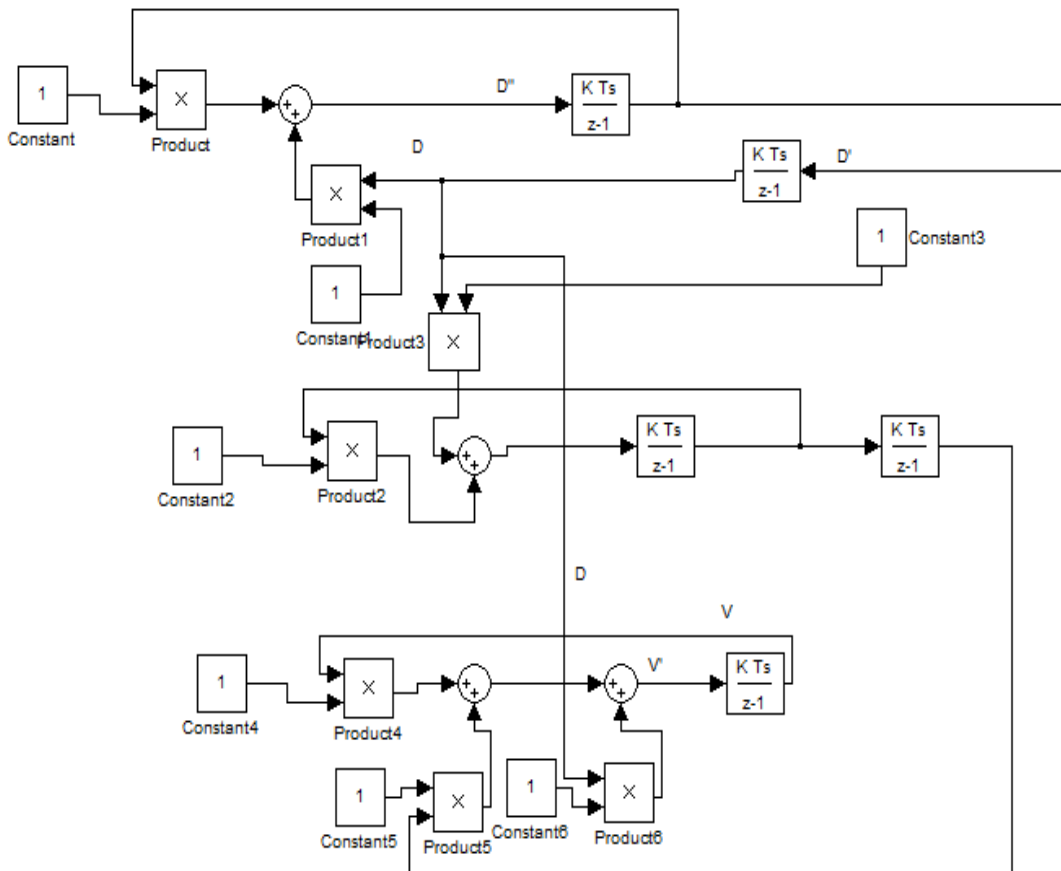 1
Constant
X
Product
+
+
D"
K Ts
z-1
D
K Ts
z-1
D'
X
Product1
1
Constant3
1
Constant1
Product3
X
1
Constant2
X
Product2
+
+
K Ts
z-1
K Ts
z-1
D
V
1
Constant4
X
Product4
+
+
+
+
V'
K Ts
z-1
1
Constant5
X
Product5
1
Constant6
X
Product6